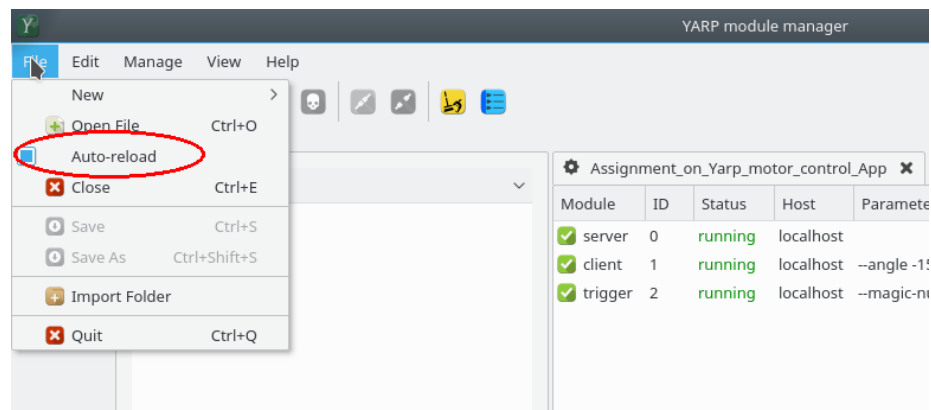 YARP module manager
File Edit Manage View Help
New
Open File Ctrl+O
Auto-reload
Close Ctrl+E
Save Ctrl+S
Save As Ctrl+Shift+S
Import Folder
Quit Ctrl+Q
Assignment_on_Yarp_motor_control_App
Module ID Status Host Paramete
server 0 running localhost
client 1 running localhost --angle -15
trigger 2 running localhost --magic-nu